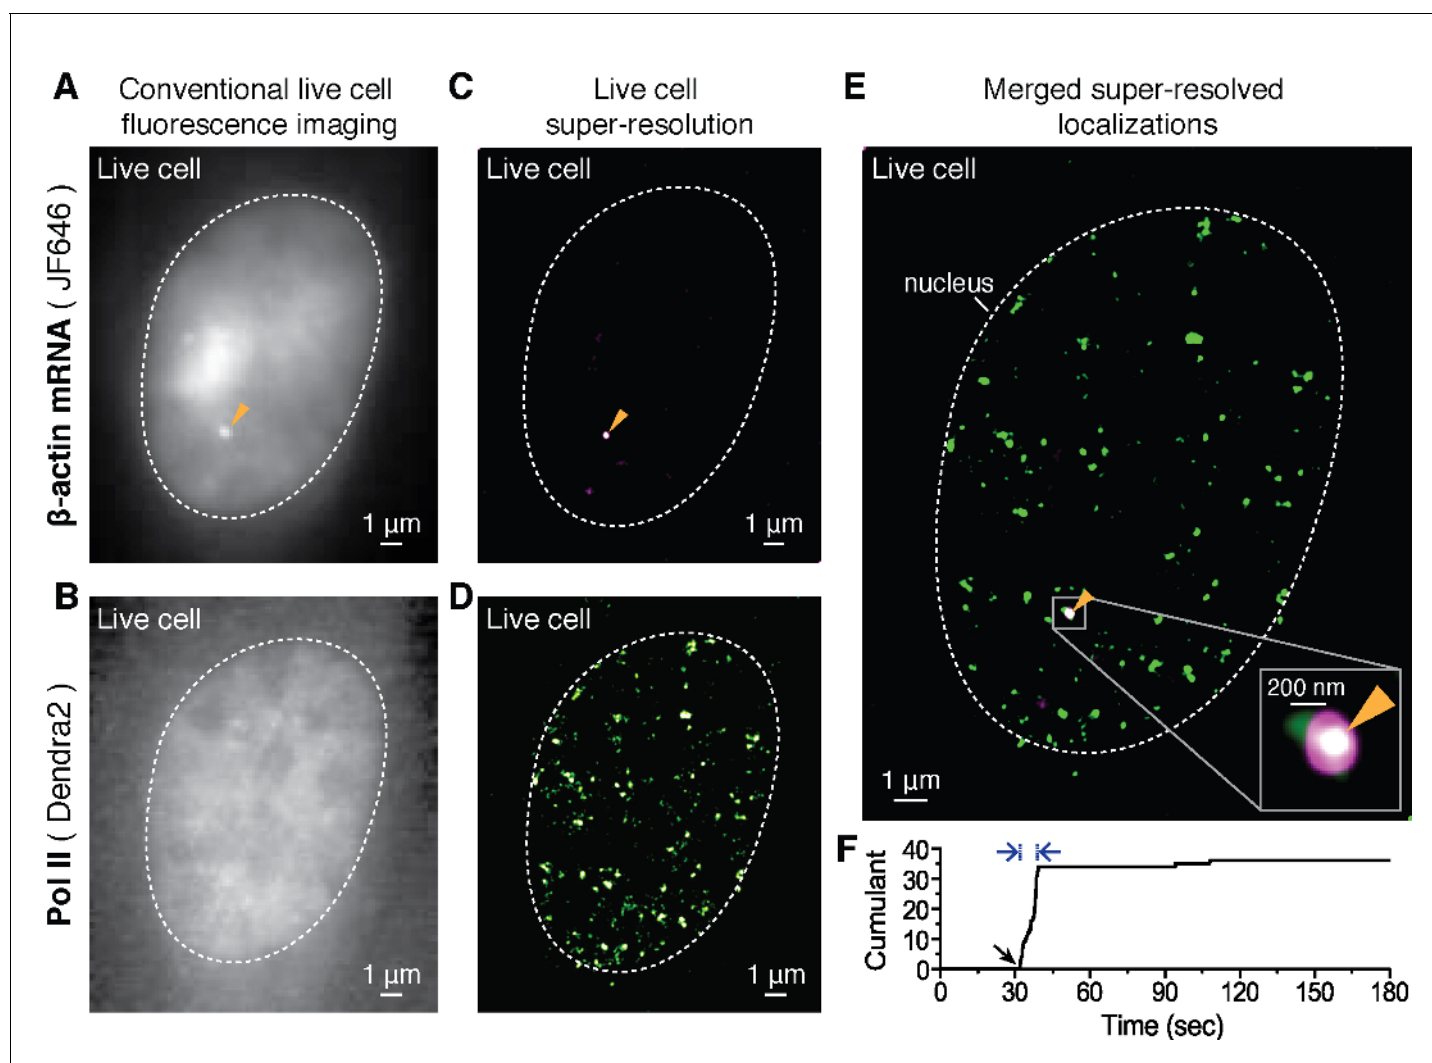 A
Conventional live cell
fluorescence imaging
C
Live cell
super-resolution
E
Merged super-resolved
localizations
β-actin mRNA ( JF646 )
Live cell
1 µm
Live cell
1 µm
Live cell
nucleus
200 nm
1 µm
B
Pol II ( Dendra2 )
Live cell
1 µm
D
Live cell
1 µm
F
Cumulant
40
30
20
10
0
0 30 60 90 120 150 180
Time (sec)